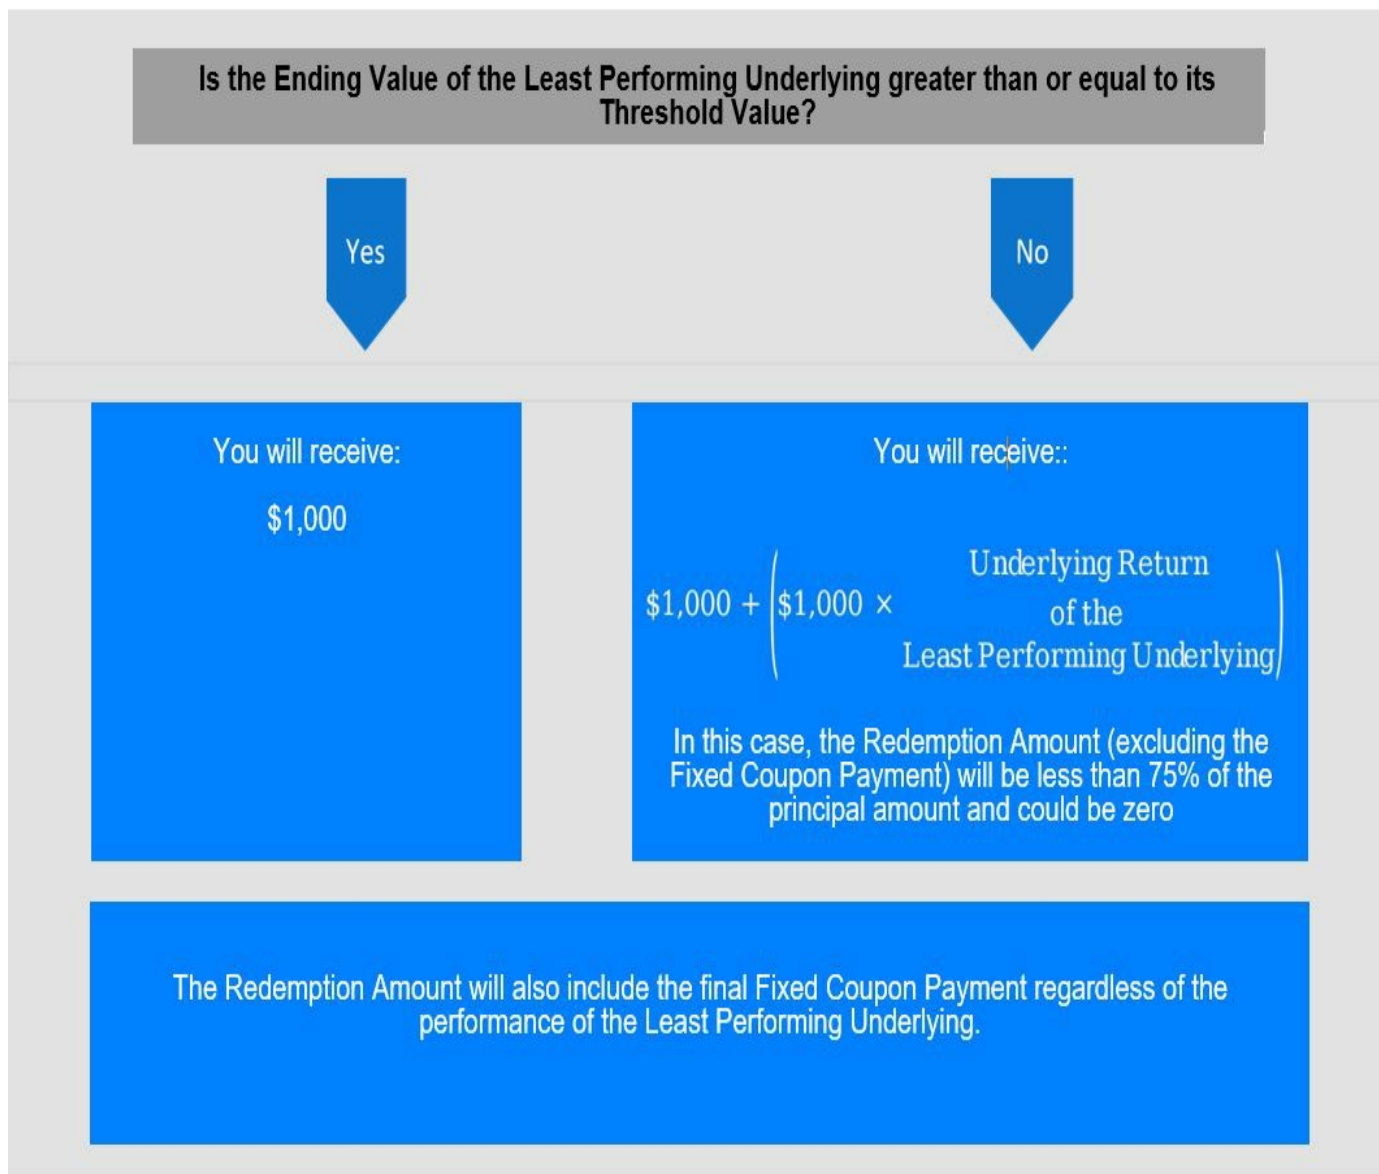 Is the Ending Value of the Least Performing Underlying greater than or equal to its
Threshold Value?
Yes
No
You will receive:
$1,000
You will receive::
$1,000 + ($1,000 × Underlying Return
of the
Least Performing Underlying)
In this case, the Redemption Amount (excluding the
Fixed Coupon Payment) will be less than 75% of the
principal amount and could be zero
The Redemption Amount will also include the final Fixed Coupon Payment regardless of the
performance of the Least Performing Underlying.